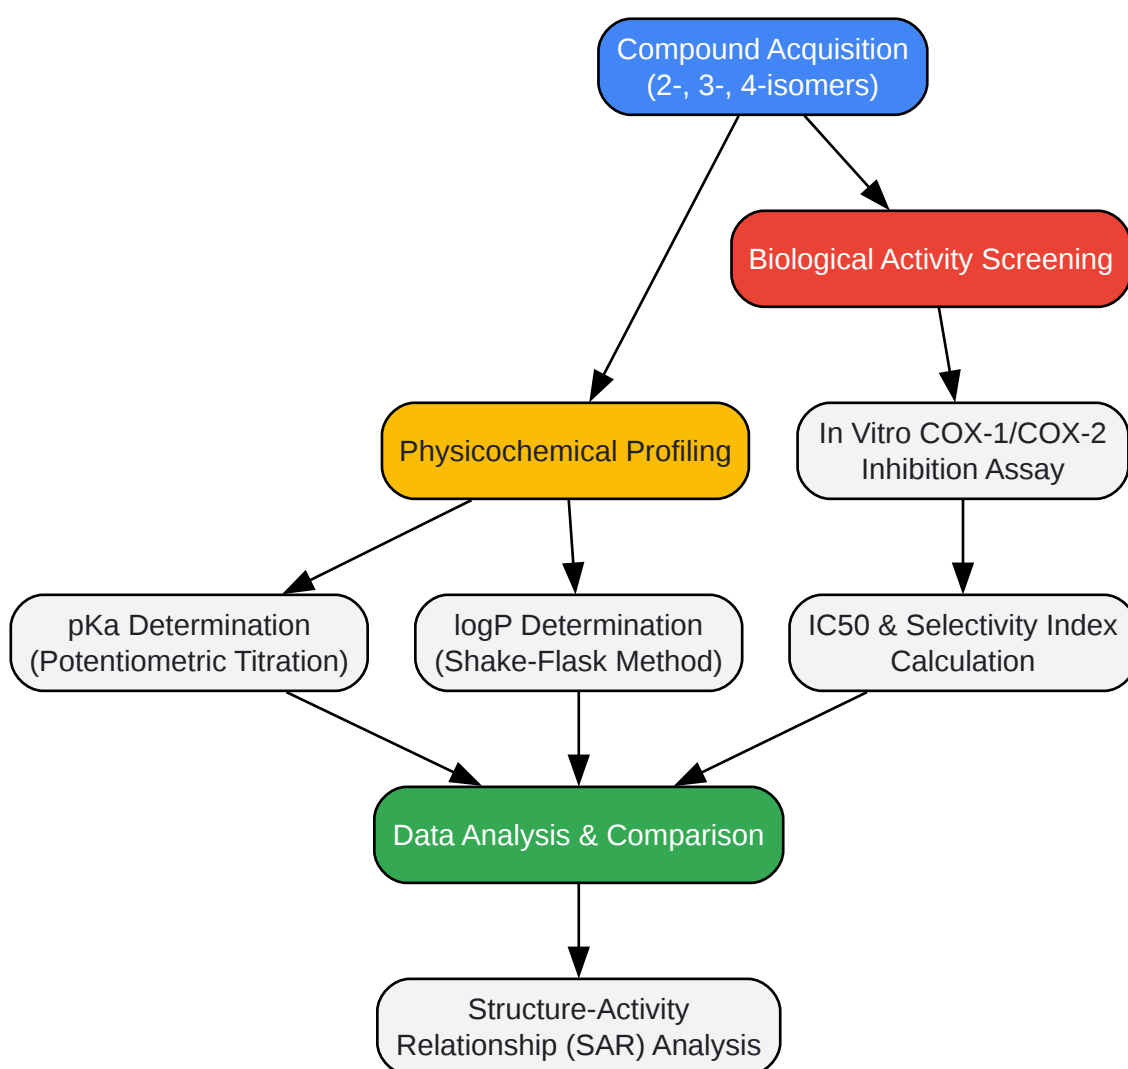 Compound Acquisition
(2-, 3-, 4-isomers)
Biological Activity Screening
Physicochemical Profiling
In Vitro COX-1/COX-2
Inhibition Assay
pKa Determination
(Potentiometric Titration)
logP Determination
(Shake-Flask Method)
IC50 & Selectivity Index
Calculation
Data Analysis & Comparison
Structure-Activity
Relationship (SAR) Analysis